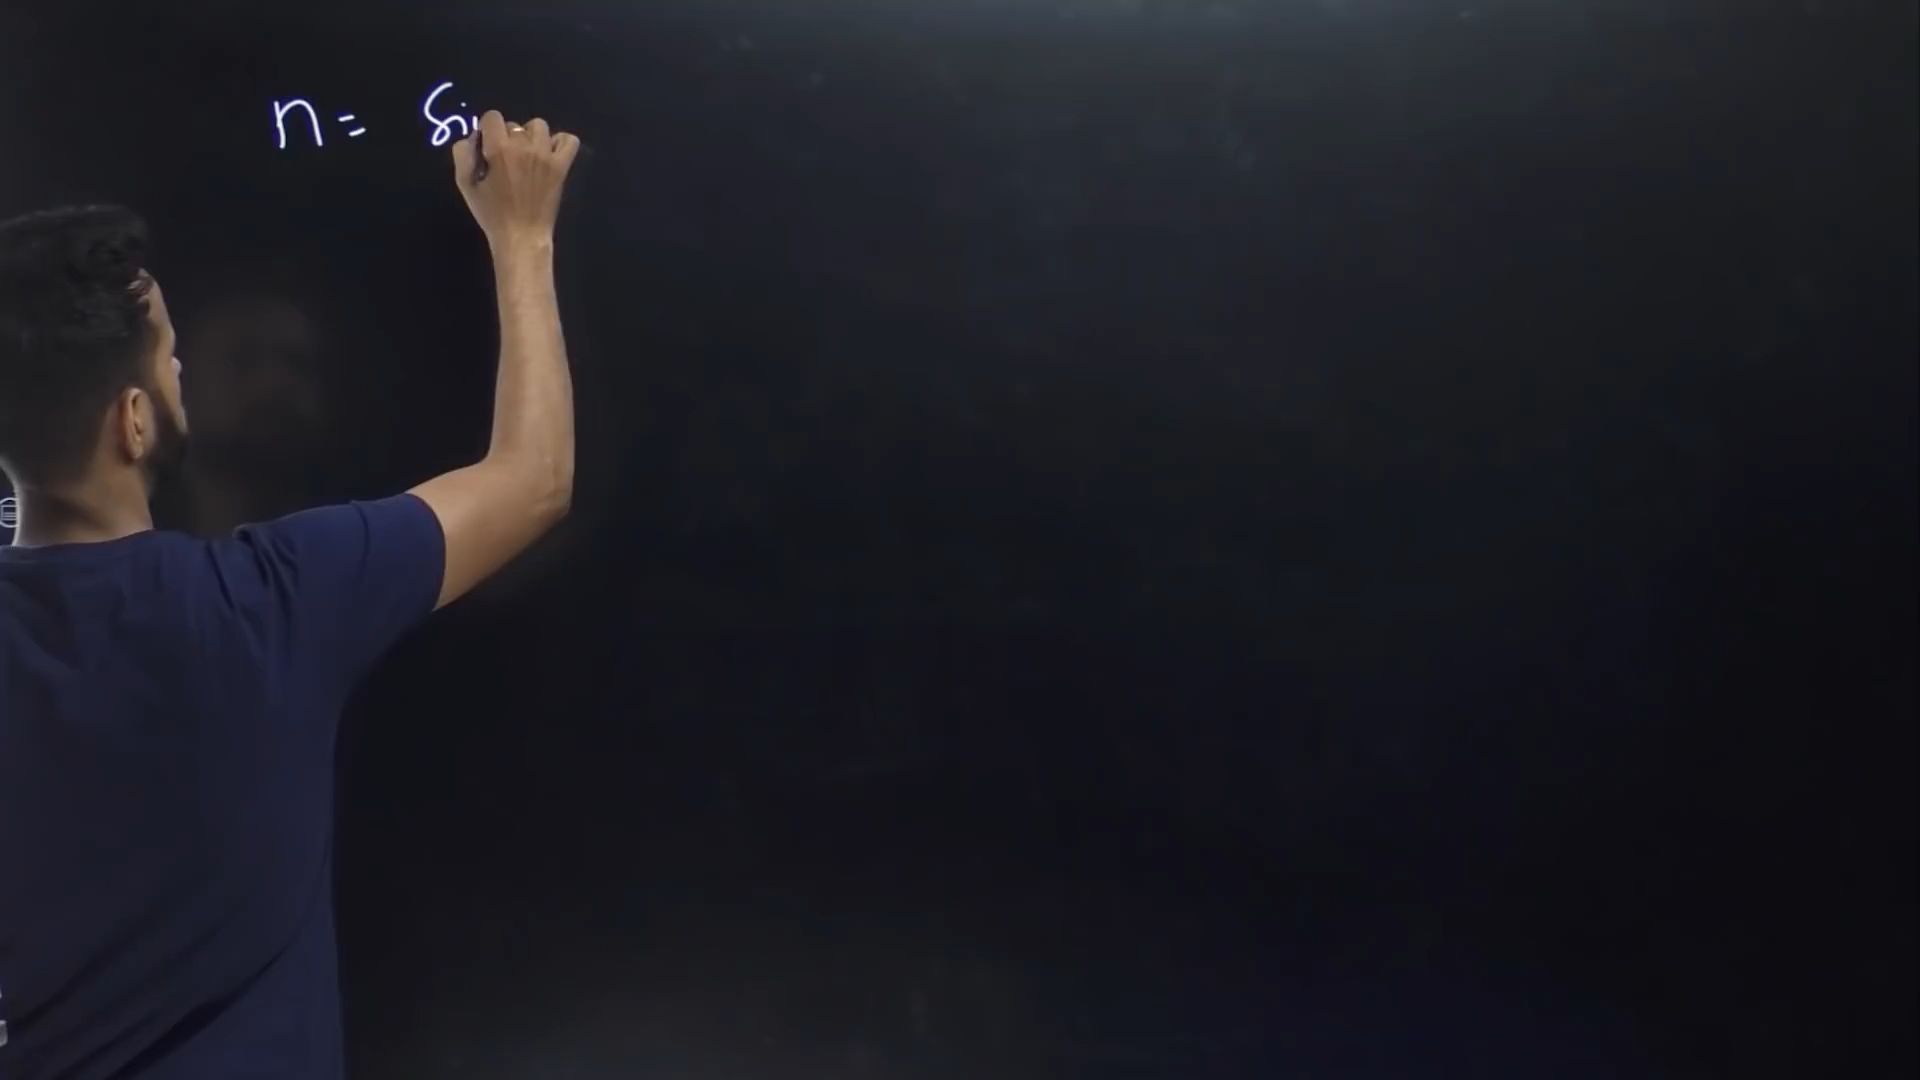 n = Si